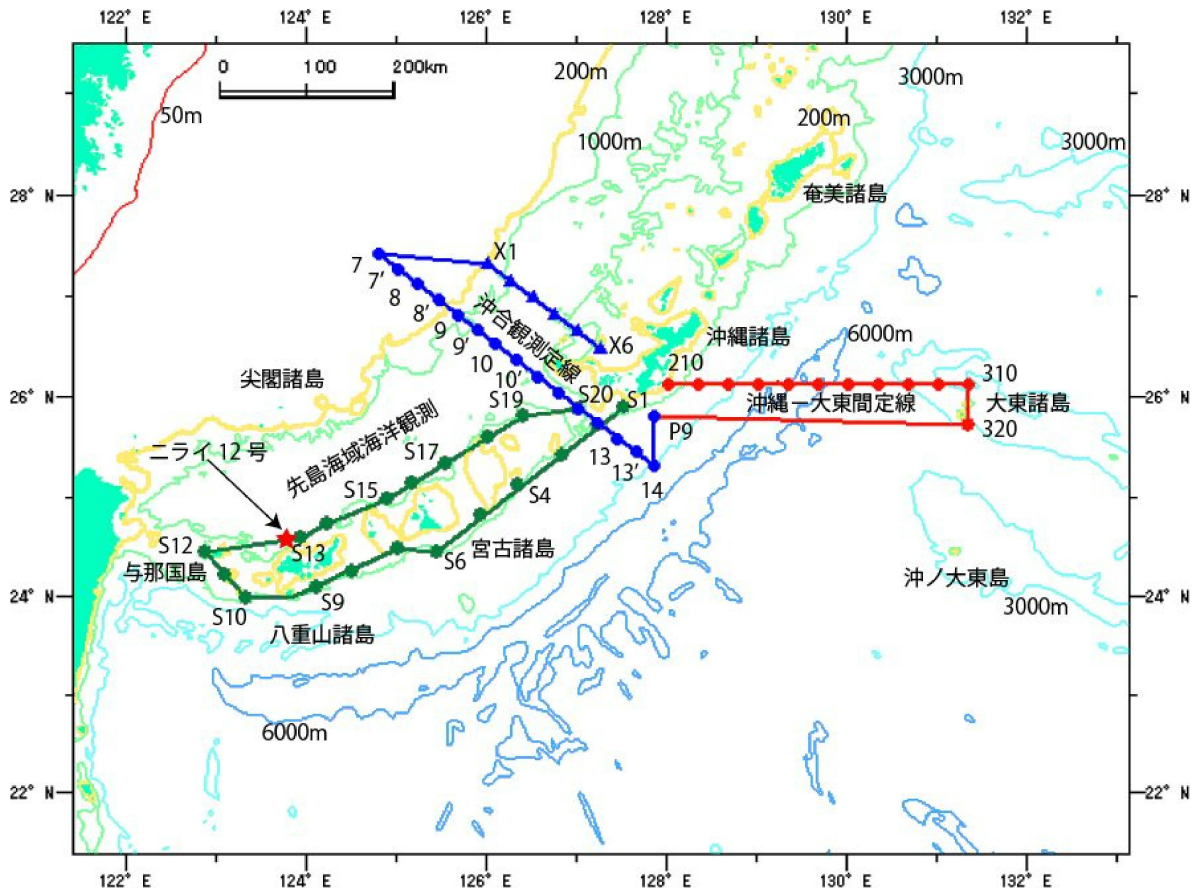 122° E
124° E
126° E
128° E
130° E
132° E
0 100 200km
200m
3000m
50m
1000m
200m
3000m
28° N
28° N
奄美諸島
X1
7
7'
8
8'
9
9'
10
10'
沖合観測定線
X6
沖縄諸島
6000m
210
310
尖閣諸島
26° N
26° N
S19
S20
S1
沖縄－大東間定線
大東諸島
P9
320
13
13'
14
ニライ 12 号
先島海域海洋観測
S17
S15
S4
S12
S13
S6
宮古諸島
与那国島
沖ノ大東島
24° N
24° N
S10
S9
3000m
八重山諸島
6000m
22° N
22° N
122° E
124° E
126° E
128° E
130° E
132° E